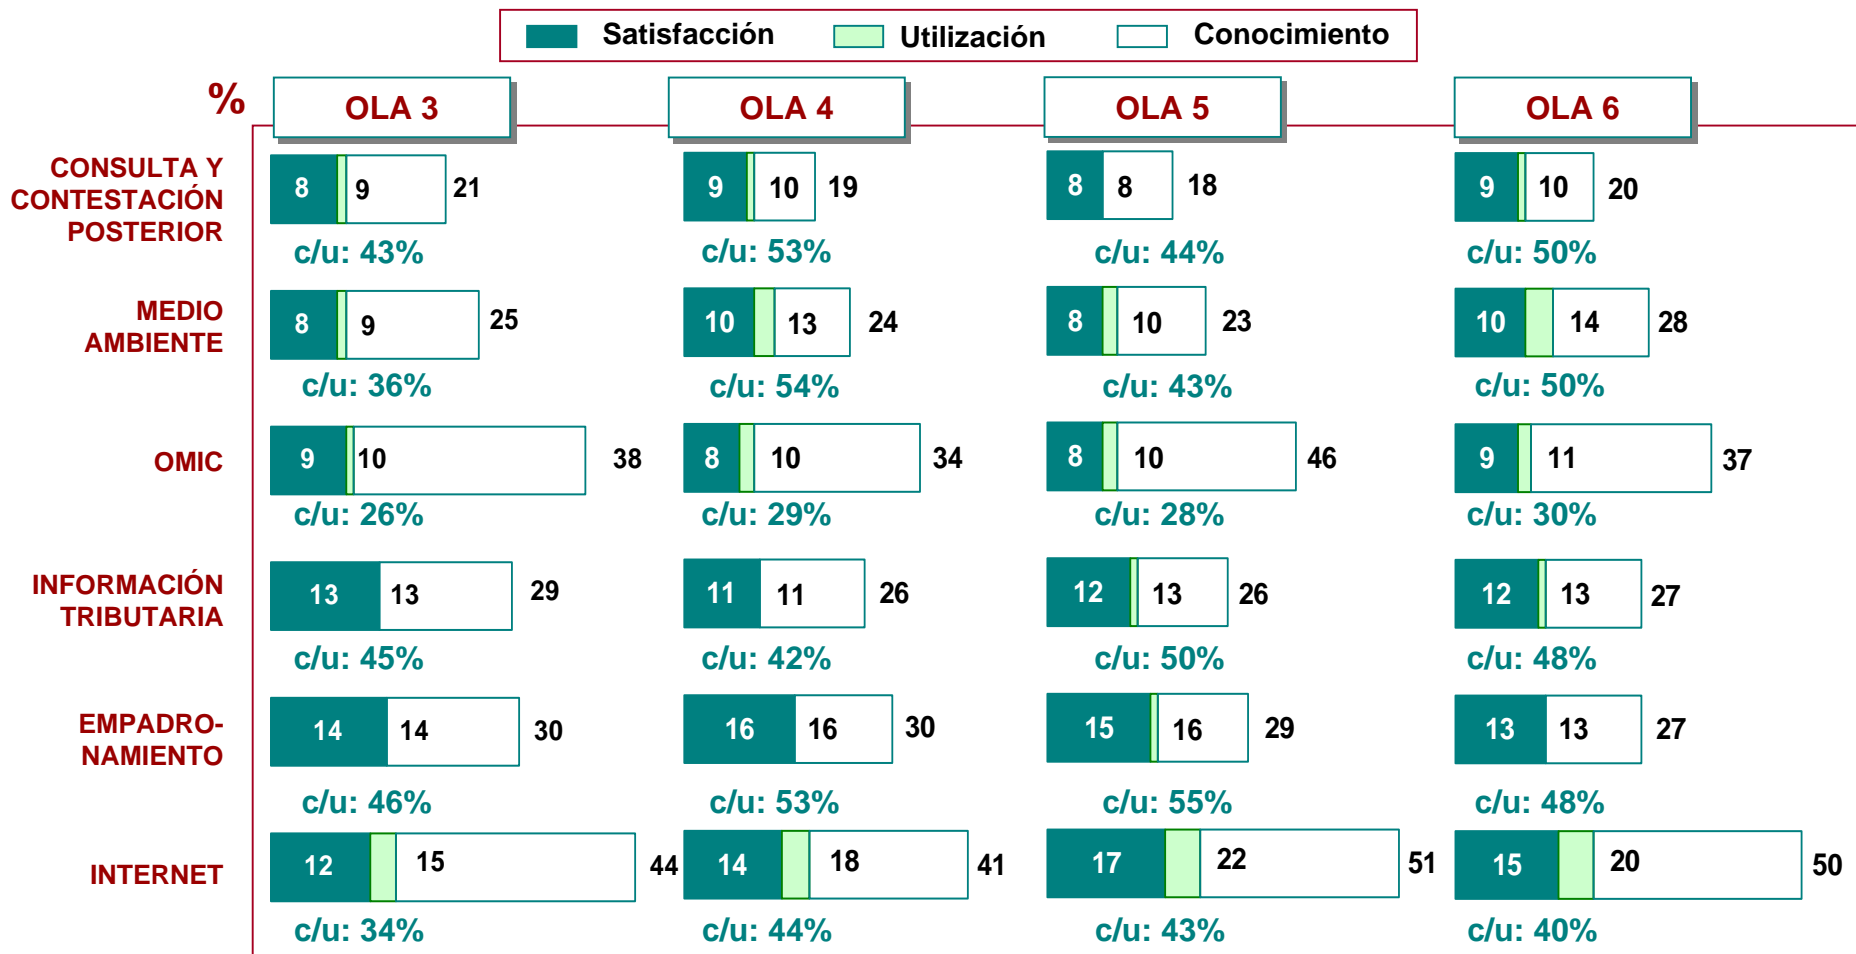 Satisfacción Utilización Conocimiento
% OLA 3 OLA 4 OLA 5 OLA 6
CONSULTA Y
CONTESTACIÓN
POSTERIOR
8 9 21 9 10 19 8 8 18 9 10 20
c/u: 43% c/u: 53% c/u: 44% c/u: 50%
MEDIO
AMBIENTE
8 9 25 10 13 24 8 10 23 10 14 28
c/u: 36% c/u: 54% c/u: 43% c/u: 50%
OMIC
9 10 38 8 10 34 8 10 46 9 11 37
c/u: 26% c/u: 29% c/u: 28% c/u: 30%
INFORMACIÓN
TRIBUTARIA
13 13 29 11 11 26 12 13 26 12 13 27
c/u: 45% c/u: 42% c/u: 50% c/u: 48%
EMPADRO-
NAMIENTO
14 14 30 16 16 30 15 16 29 13 13 27
c/u: 46% c/u: 53% c/u: 55% c/u: 48%
INTERNET
12 15 44 14 18 41 17 22 51 15 20 50
c/u: 34% c/u: 44% c/u: 43% c/u: 40%